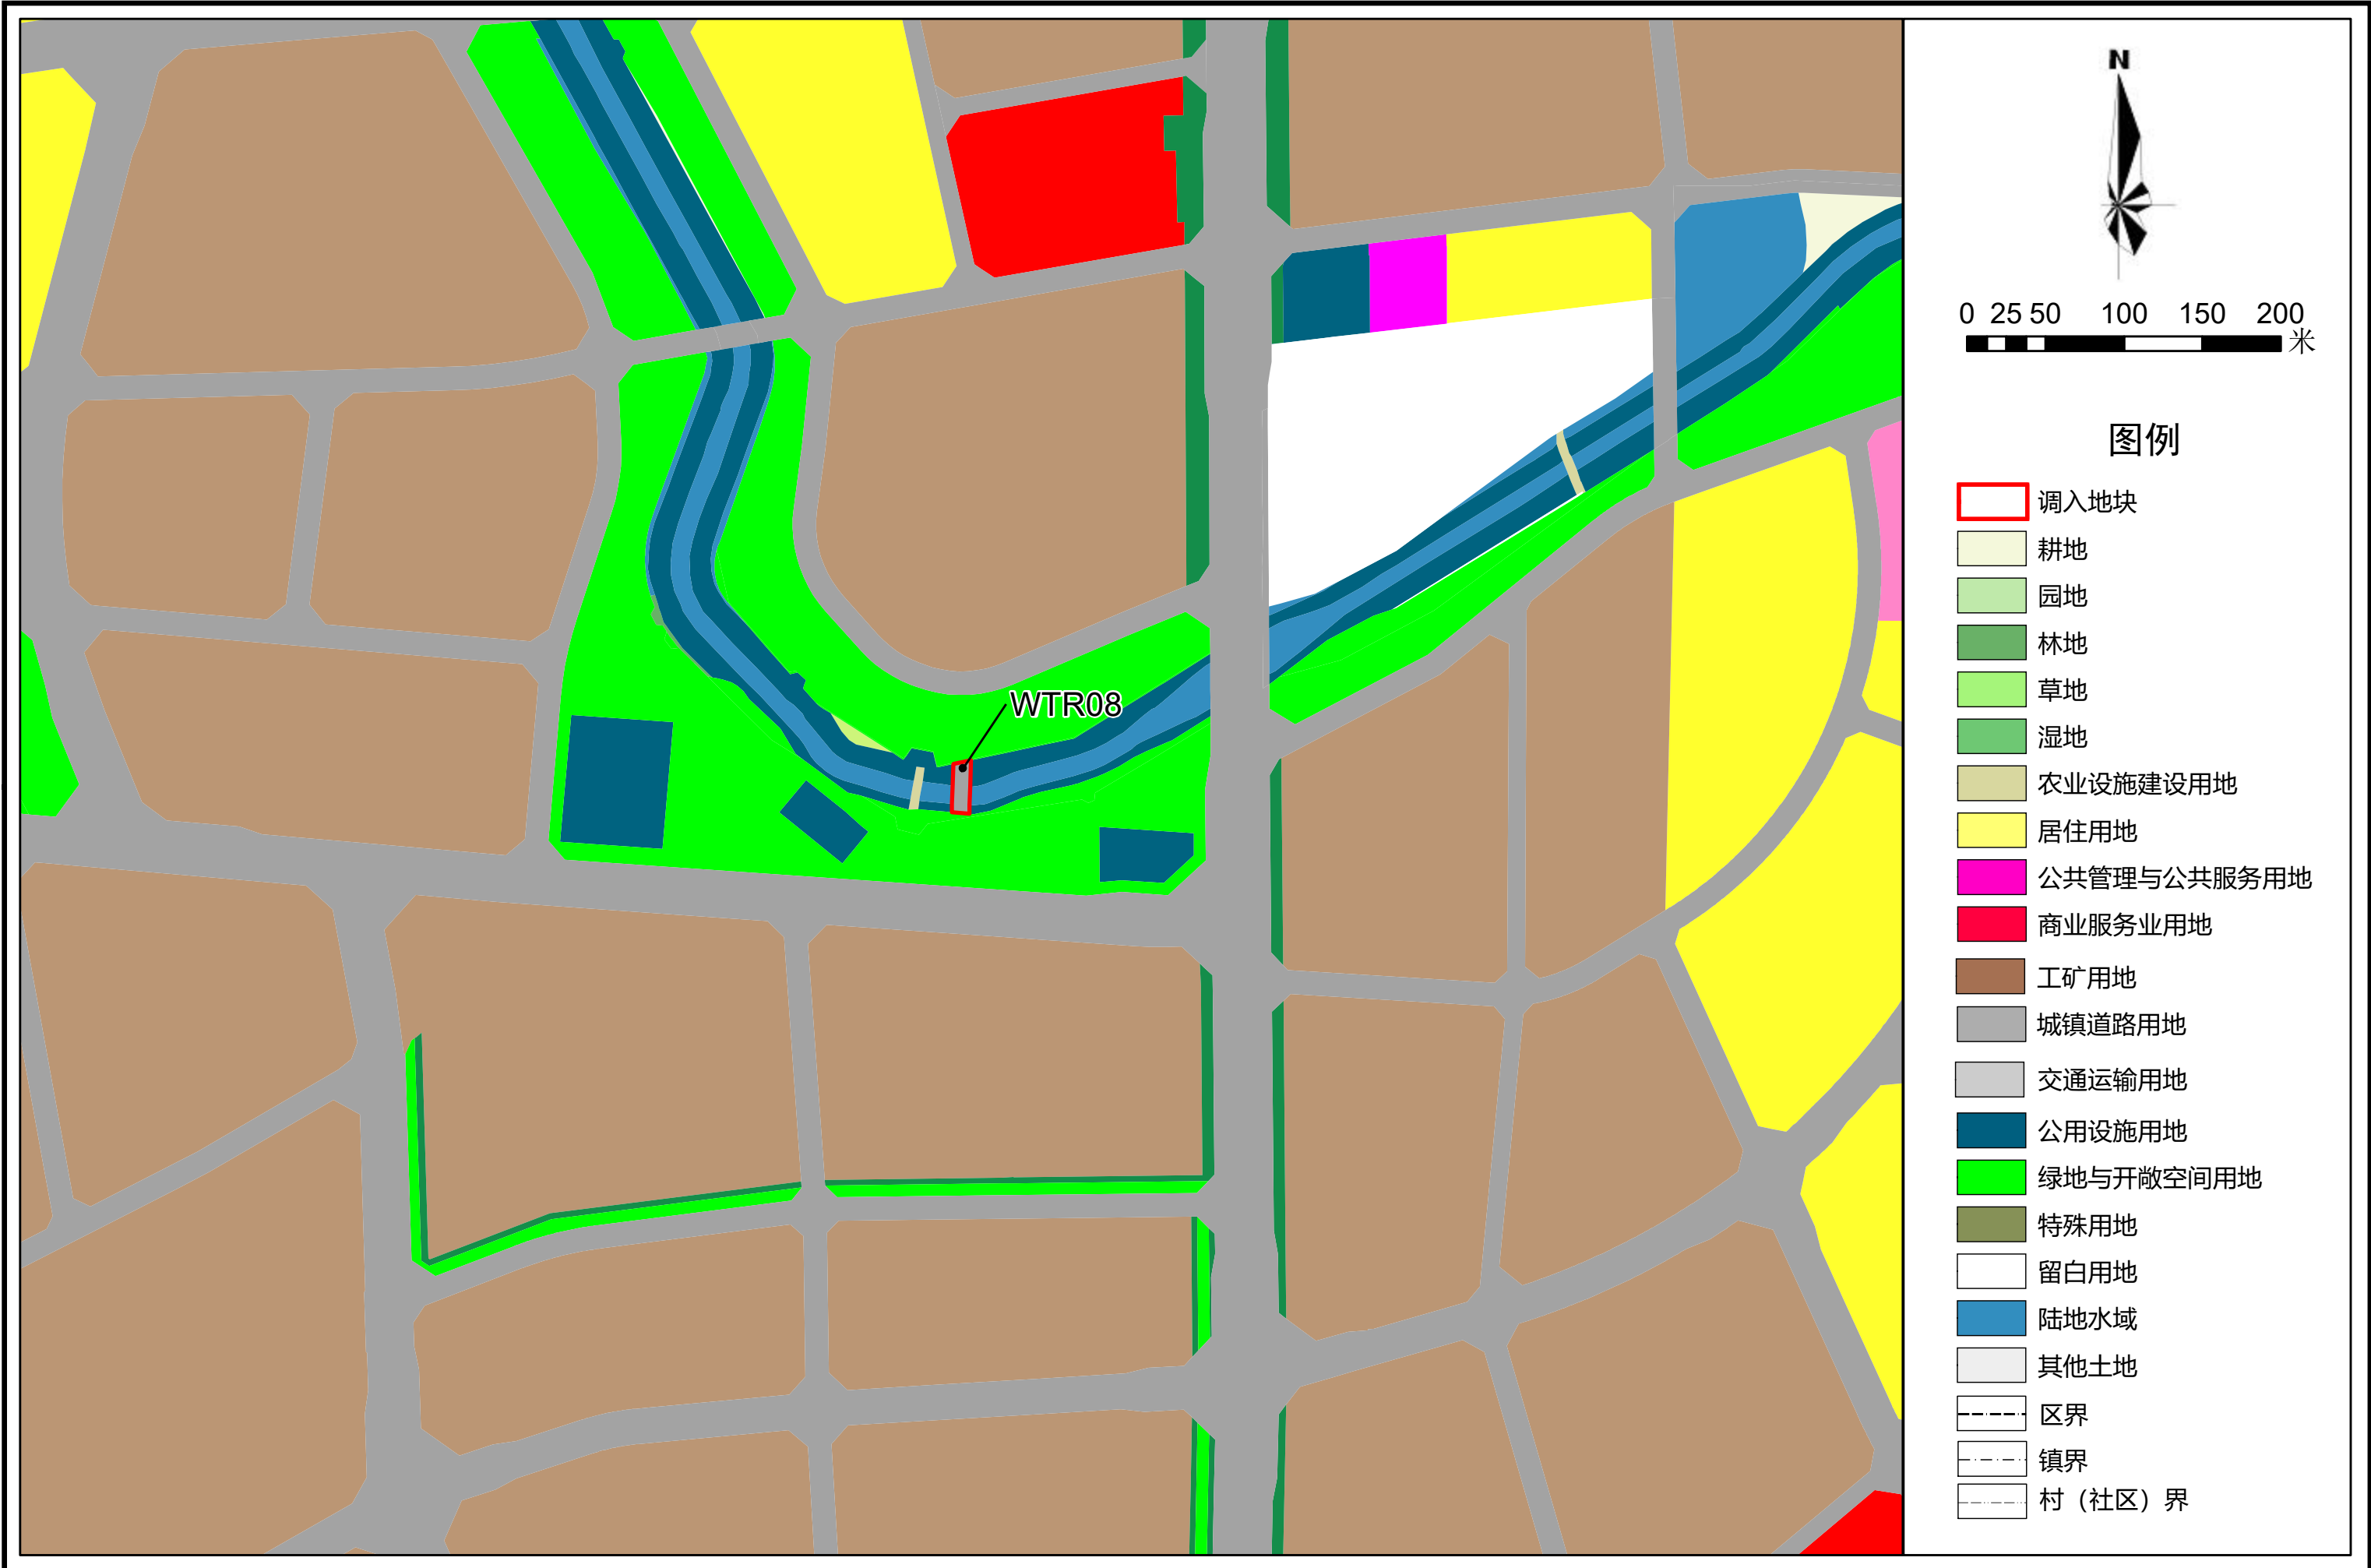 N
0 25 50 100 150 200
米
图例
调入地块
耕地
园地
林地
草地
湿地
农业设施建设用地
居住用地
公共管理与公共服务用地
商业服务业用地
工矿用地
城镇道路用地
交通运输用地
公用设施用地
绿地与开敞空间用地
特殊用地
留白用地
陆地水域
其他土地
区界
镇界
村（社区）界
WTR08